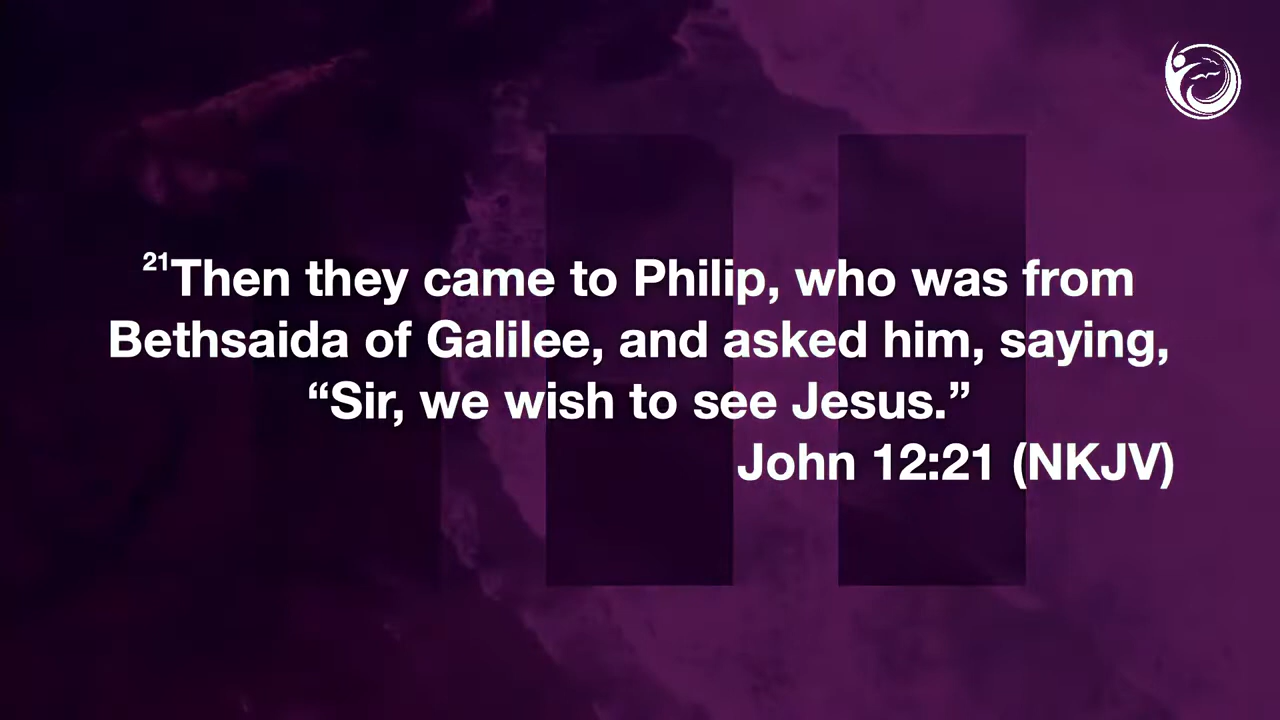 21Then they came to Philip, who was from
Bethsaida of Galilee, and asked him, saying,
“Sir, we wish to see Jesus.”
John 12:21 (NKJV)